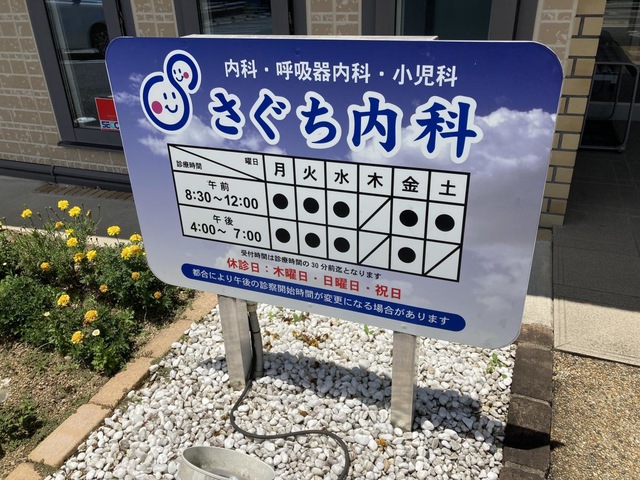 内科・呼吸器内科・小児科
さぐち内科
診療時間 曜日 月 火 水 木 金 土
午前 8:30～12:00 ● ● ● ／ ● ●
午後 4:00～ 7:00 ● ● ● ／ ● ／
受付時間は診療時間の30分前迄となります
休診日：木曜日・日曜日・祝日
都合により午後の診察開始時間が変更になる場合があります